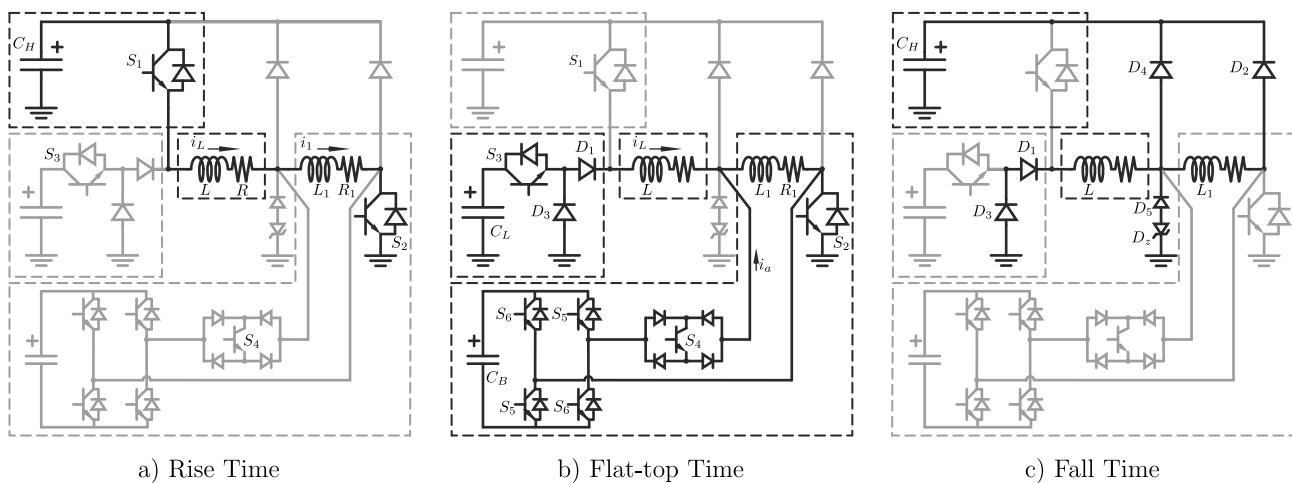 C_H + S_1
S_3 i_L i_1
L R L_1 R_1
+
S_2
+
S_4
a) Rise Time
S_1
S_3 D_1 i_L
L L_1 R_1
+
D_3 S_2
C_L
i_a
S_6 S_5
+ S_4
C_B
S_5 S_6
b) Flat-top Time
C_H + D_4 D_2
D_1
L L_1
+
D_3 D_5
D_z
+
c) Fall Time